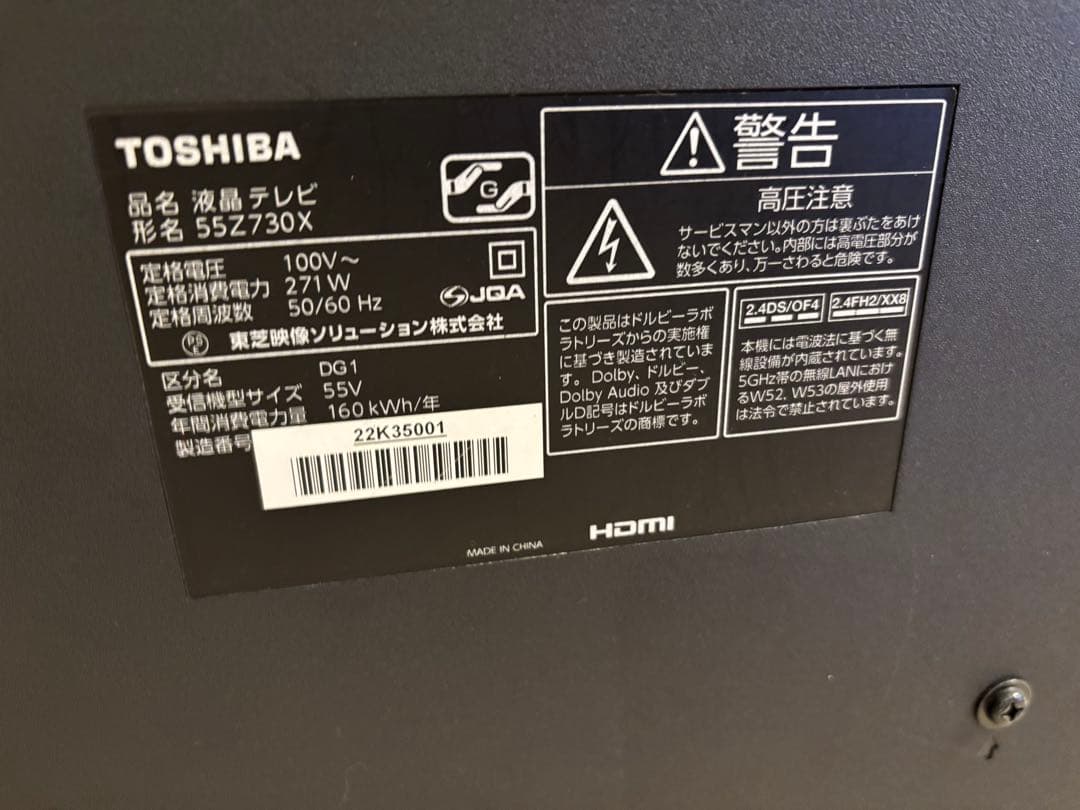 TOSHIBA
品名 液晶テレビ
形名 55Z730X
G
定格電圧 100V～
定格消費電力 271W
定格周波数 50/60 Hz
JQA
PS
E
東芝映像ソリューション株式会社
区分名 DG1
受信機型サイズ 55V
年間消費電力量 160kWh/年
製造番号
22K35001
警告
高圧注意
サービスマン以外の方は裏ぶたをあけ
ないでください。内部には高電圧部分が
数多くあり、万一さわると危険です。
この製品はドルビーラボ
ラトリーズからの実施権
に基づき製造されていま
す。Dolby、ドルビー、
Dolby Audio 及びダブ
ルD記号はドルビーラボ
ラトリーズの商標です。
2.4DS/OF4
2.4FH2/XX8
本機には電波法に基づく無
線設備が内蔵されています。
5GHz帯の無線LANにおけ
るW52、W53の屋外使用
は法令で禁止されています。
HDMI
MADE IN CHINA